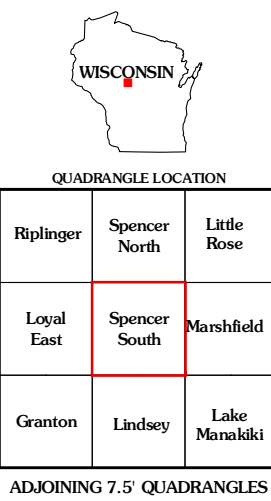 WISCONSIN
QUADRANGLE LOCATION
Riplinger
Spencer
North
Little
Rose
Loyal
East
Spencer
South
Marshfield
Granton
Lindsey
Lake
Manakiki
ADJOINING 7.5' QUADRANGLES